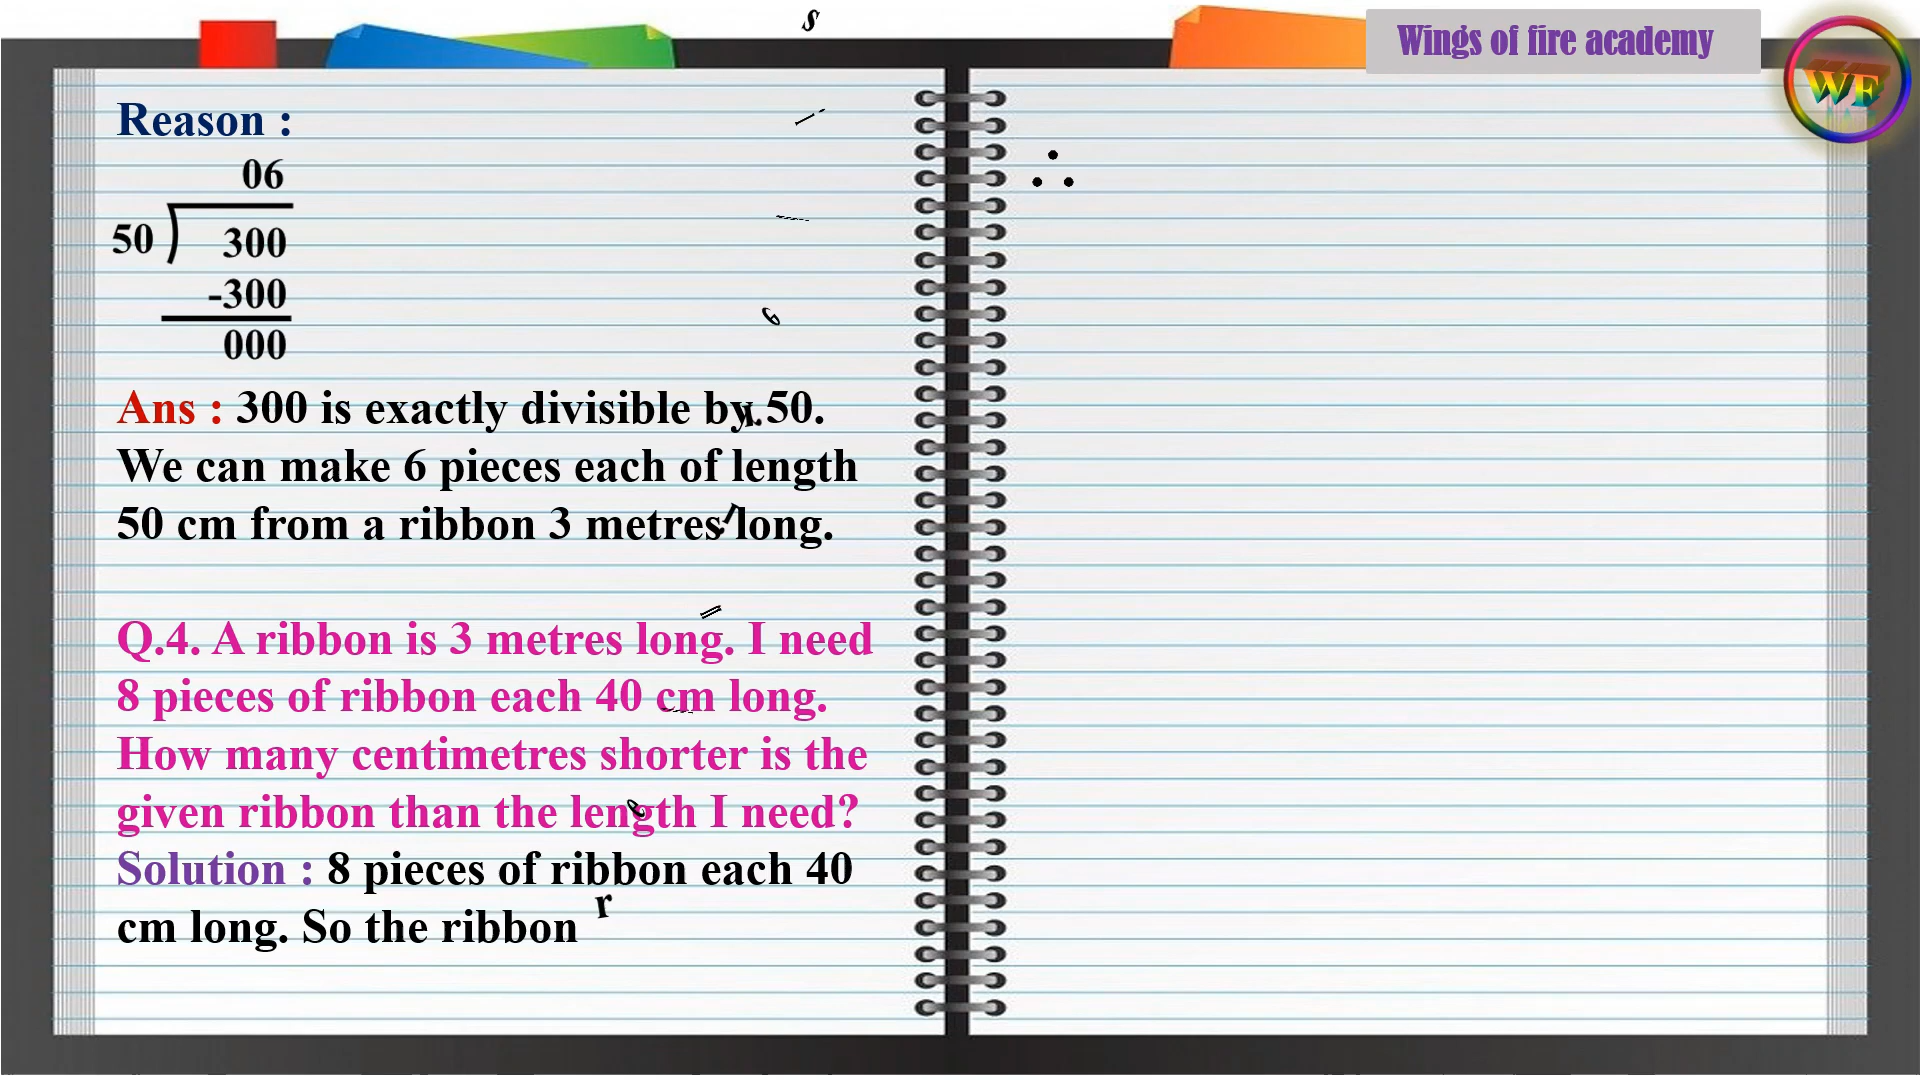 Wings of fire academy
WE
Reason :
06
50 300
-300
000
Ans : 300 is exactly divisible by 50.
We can make 6 pieces each of length
50 cm from a ribbon 3 metres long.
Q.4. A ribbon is 3 metres long. I need
8 pieces of ribbon each 40 cm long.
How many centimetres shorter is the
given ribbon than the length I need?
Solution : 8 pieces of ribbon each 40
cm long. So the ribbon r
∴